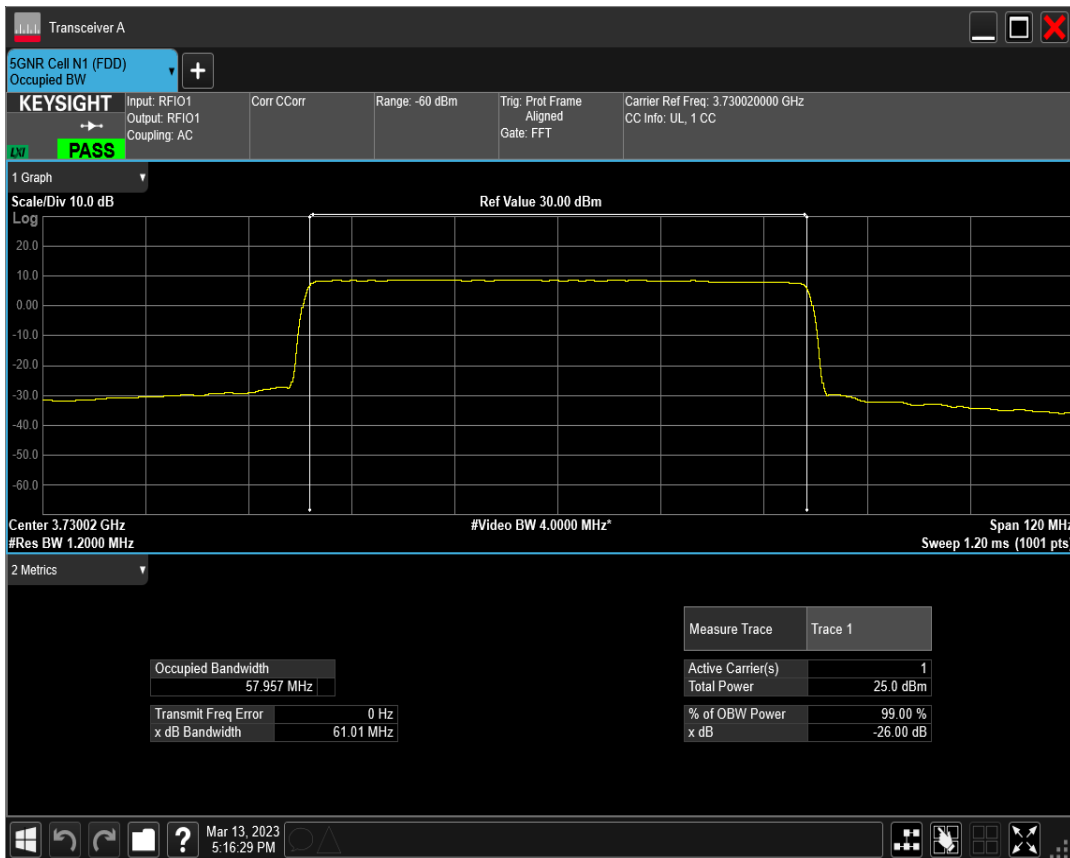 Transceiver A
5GNR Cell N1 (FDD)
Occupied BW
KEYSIGHT
LXI
PASS
Input: RFIO1
Output: RFIO1
Coupling: AC
Corr CCorr
Range: -60 dBm
Trig: Prot Frame
Aligned
Gate: FFT
Carrier Ref Freq: 3.730020000 GHz
CC Info: UL, 1 CC
1 Graph
Scale/Div 10.0 dB
Ref Value 30.00 dBm
Log
20.0
10.0
0.00
-10.0
-20.0
-30.0
-40.0
-50.0
-60.0
Center 3.73002 GHz
#Video BW 4.0000 MHz*
Span 120 MHz
#Res BW 1.2000 MHz
Sweep 1.20 ms (1001 pts)
2 Metrics
Measure Trace Trace 1
Occupied Bandwidth
57.957 MHz
Active Carrier(s) 1
Total Power 25.0 dBm
Transmit Freq Error 0 Hz
x dB Bandwidth 61.01 MHz
% of OBW Power 99.00 %
x dB -26.00 dB
?
Mar 13, 2023
5:16:29 PM